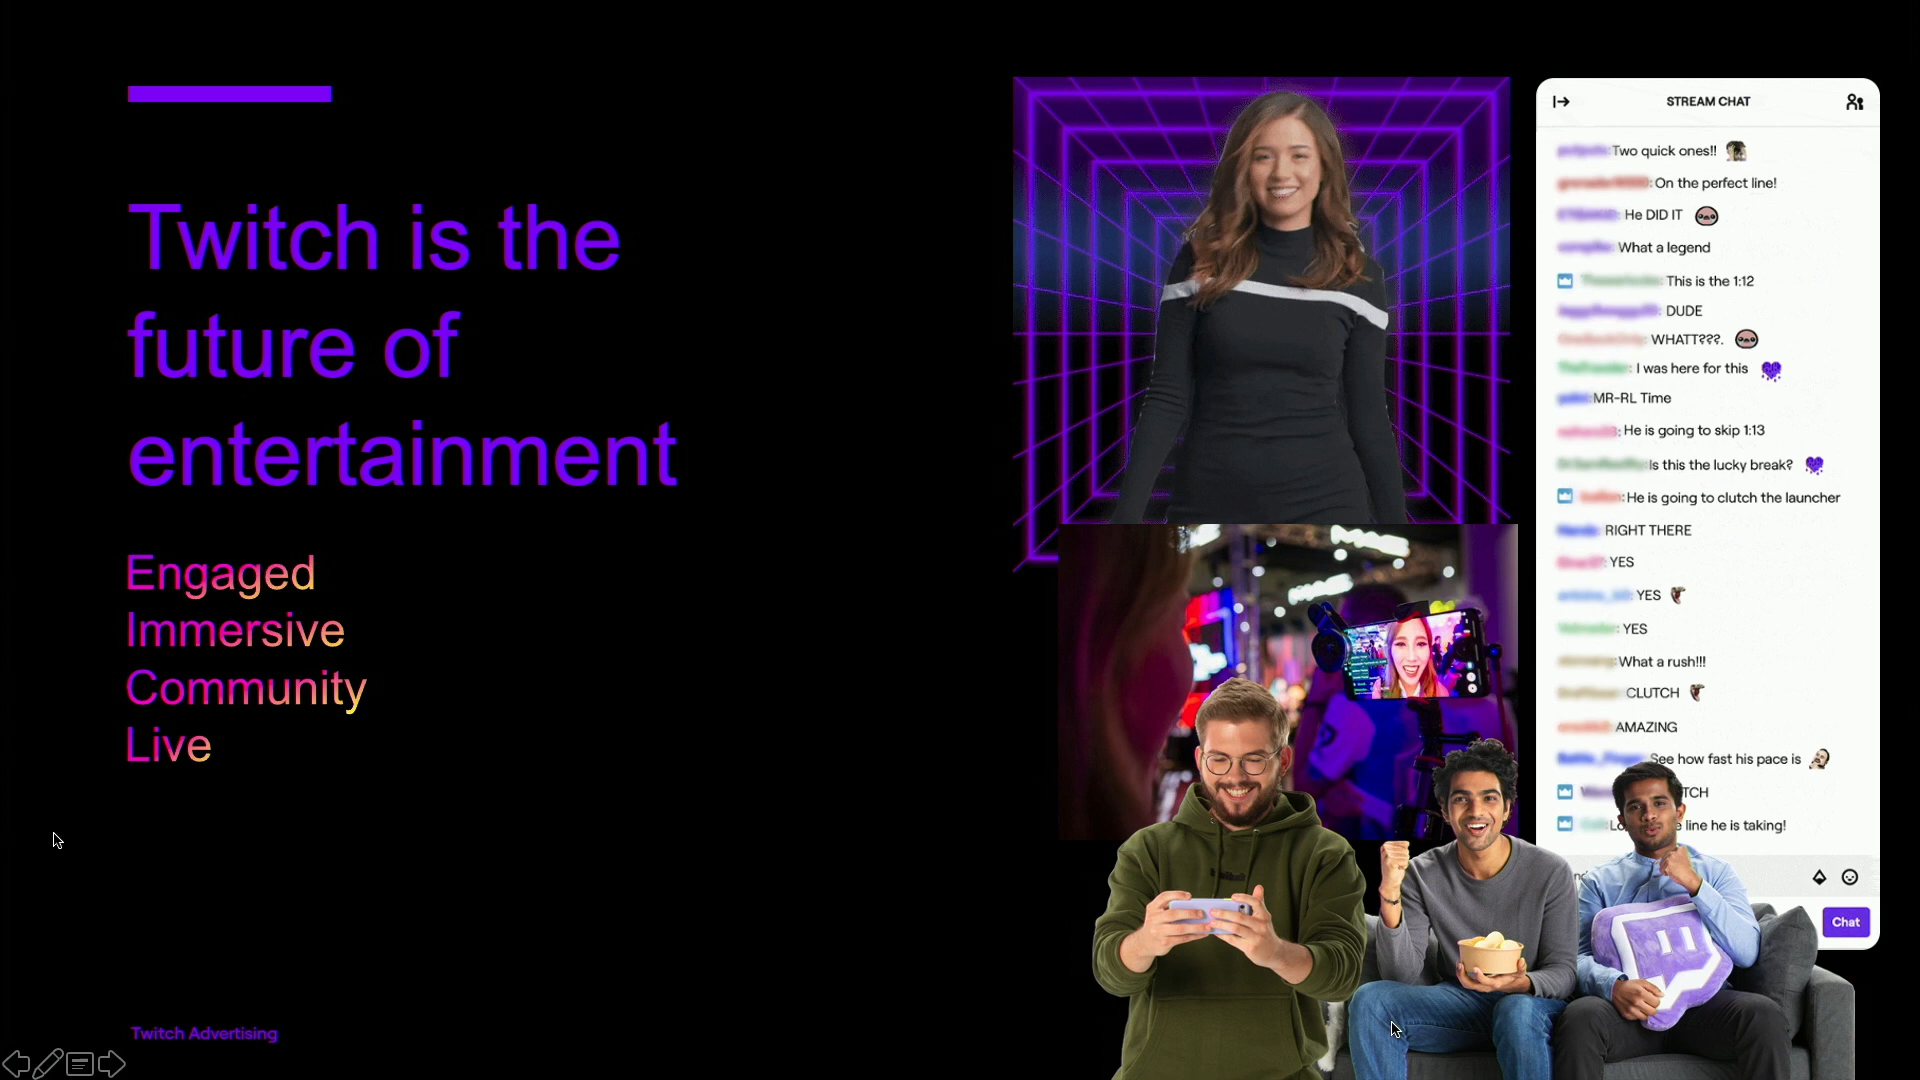 Twitch is the
future of
entertainment
Engaged
Immersive
Community
Live
Twitch Advertising
STREAM CHAT
Two quick ones!!
On the perfect line!
He DID IT
What a legend
This is the 1:12
DUDE
WHATT???.
I was here for this
MR-RL Time
He is going to skip 1:13
Is this the lucky break?
He is going to clutch the launcher
RIGHT THERE
YES
YES
YES
What a rush!!!
CLUTCH
AMAZING
See how fast his pace is
line he is taking!
Chat